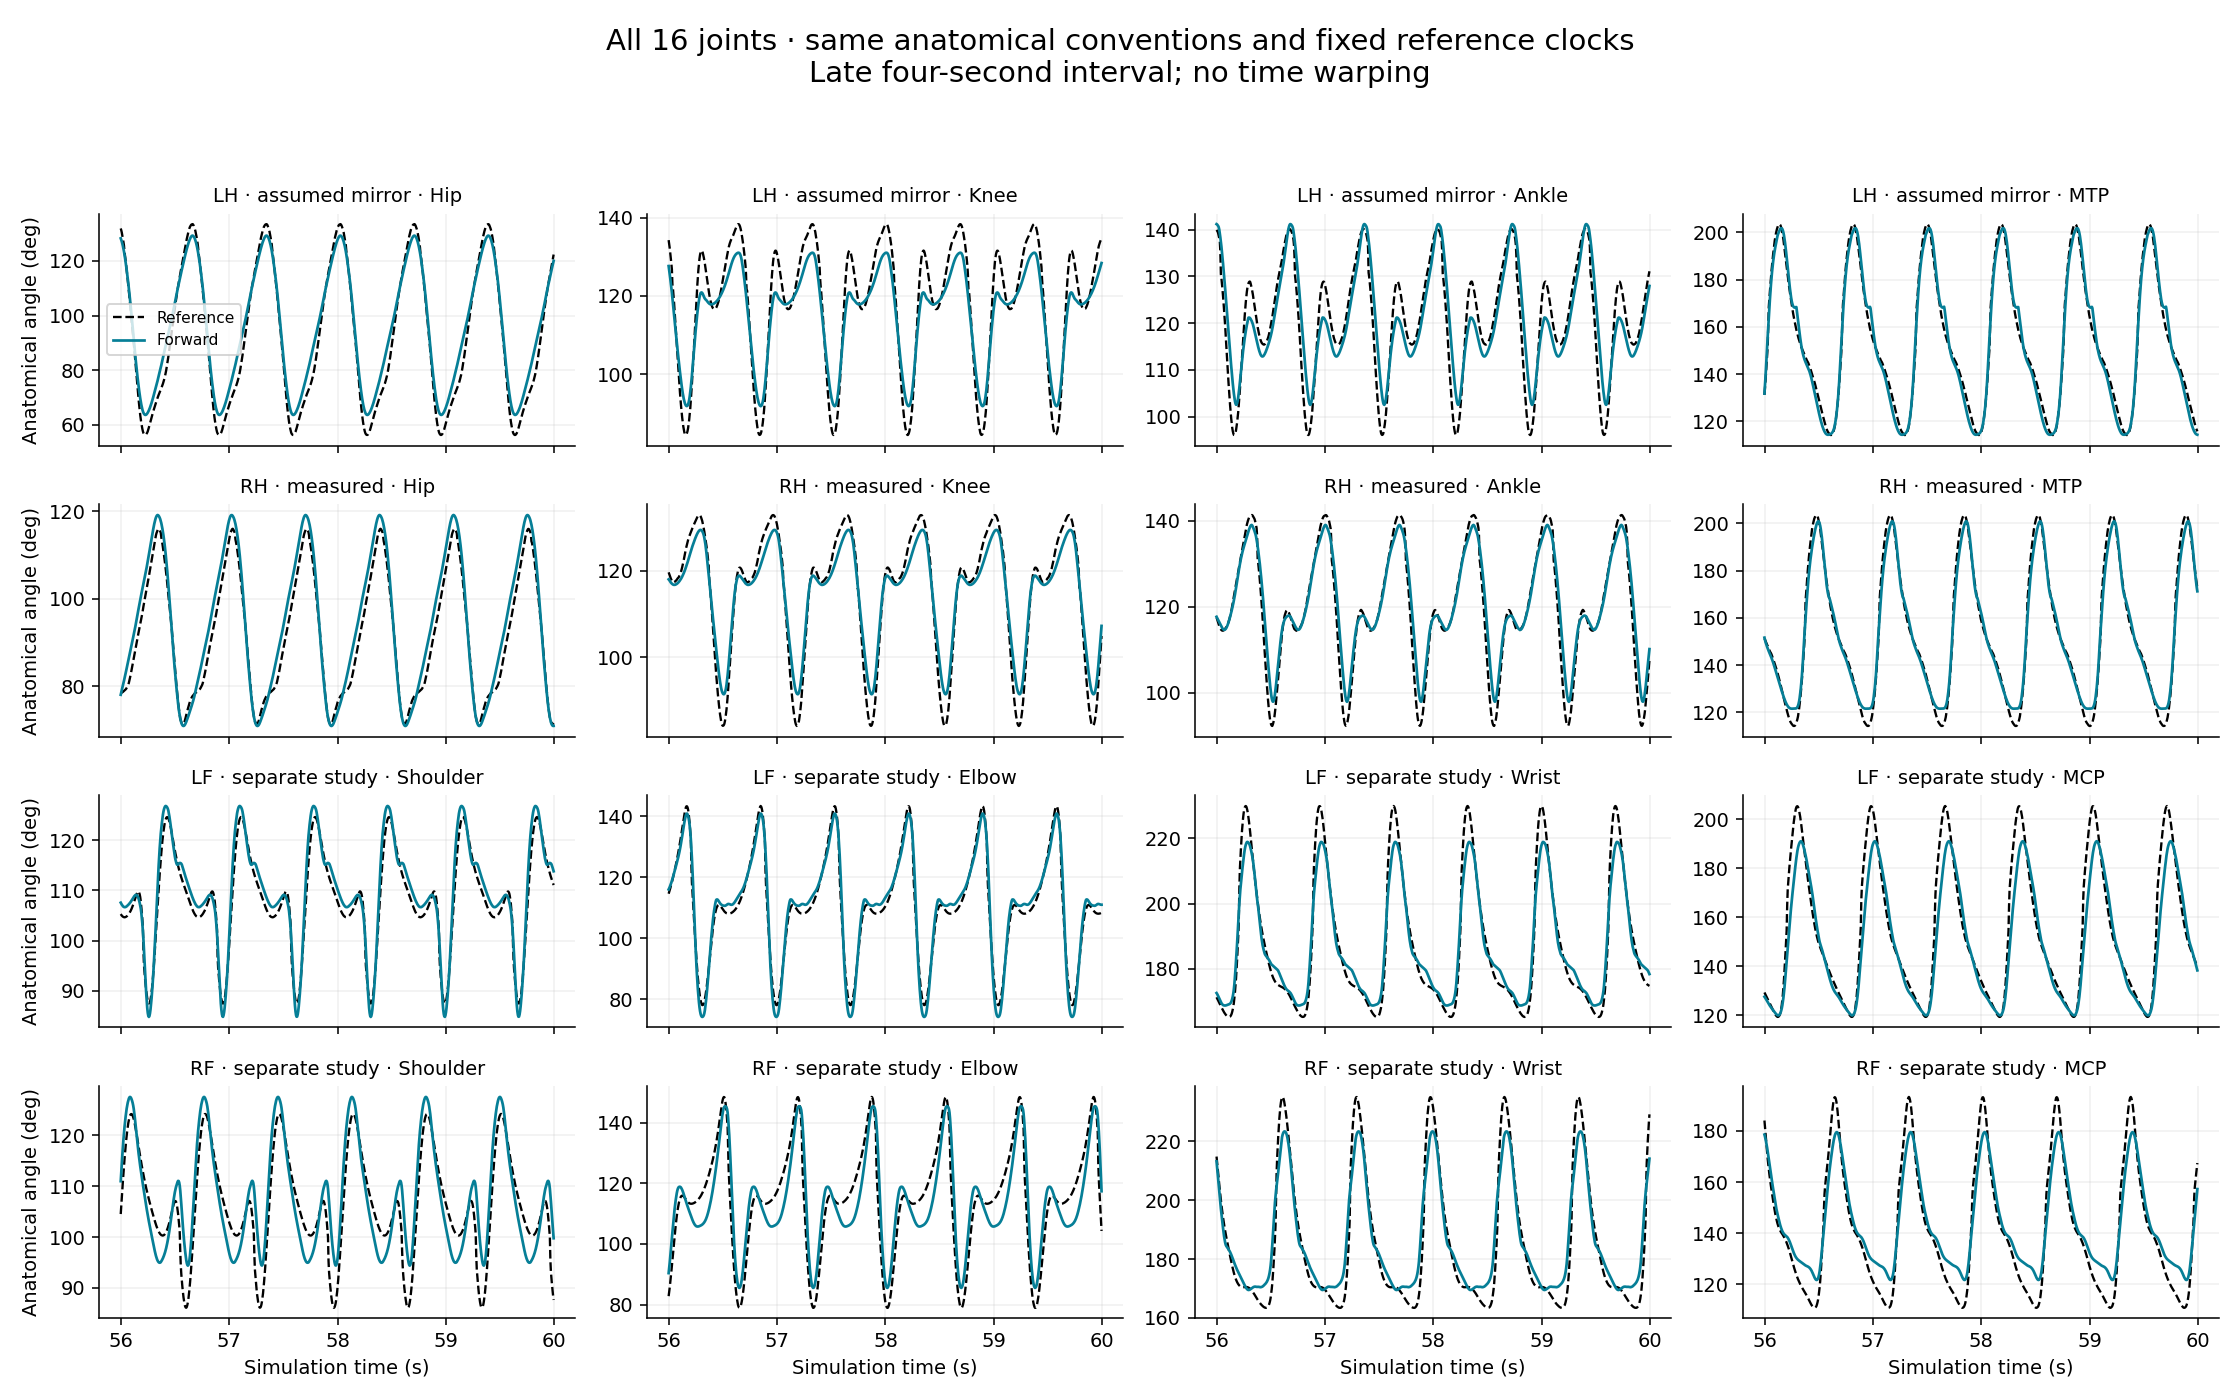 All 16 joints · same anatomical conventions and fixed reference clocks
Late four-second interval; no time warping
LH · assumed mirror · Hip
LH · assumed mirror · Knee
LH · assumed mirror · Ankle
LH · assumed mirror · MTP
Anatomical angle (deg)
120
100
80
60
Reference
Forward
140
120
100
140
130
120
110
100
200
180
160
140
120
RH · measured · Hip
RH · measured · Knee
RH · measured · Ankle
RH · measured · MTP
Anatomical angle (deg)
120
100
80
120
100
140
120
100
200
180
160
140
120
LF · separate study · Shoulder
LF · separate study · Elbow
LF · separate study · Wrist
LF · separate study · MCP
Anatomical angle (deg)
120
110
100
90
140
120
100
80
220
200
180
200
180
160
140
120
RF · separate study · Shoulder
RF · separate study · Elbow
RF · separate study · Wrist
RF · separate study · MCP
Anatomical angle (deg)
120
110
100
90
140
120
100
80
220
200
180
160
180
160
140
120
56 57 58 59 60
56 57 58 59 60
56 57 58 59 60
56 57 58 59 60
Simulation time (s)
Simulation time (s)
Simulation time (s)
Simulation time (s)